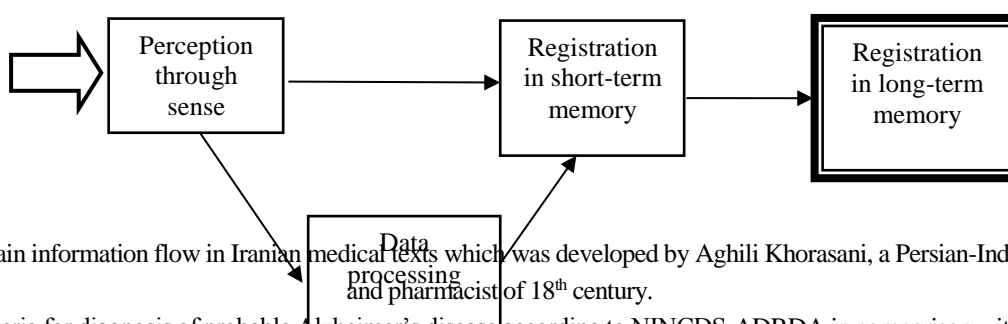 Perception
through
sense
Registration
in short-term
memory
Registration
in long-term
memory
Data
processing
information flow in Iranian medical texts which was developed by Aghili Khorasani, a Persian-
and pharmacist of 18th century.
for diagnosis of probable Alzheimer's disease according to NINCDS-ADRDA in comparison